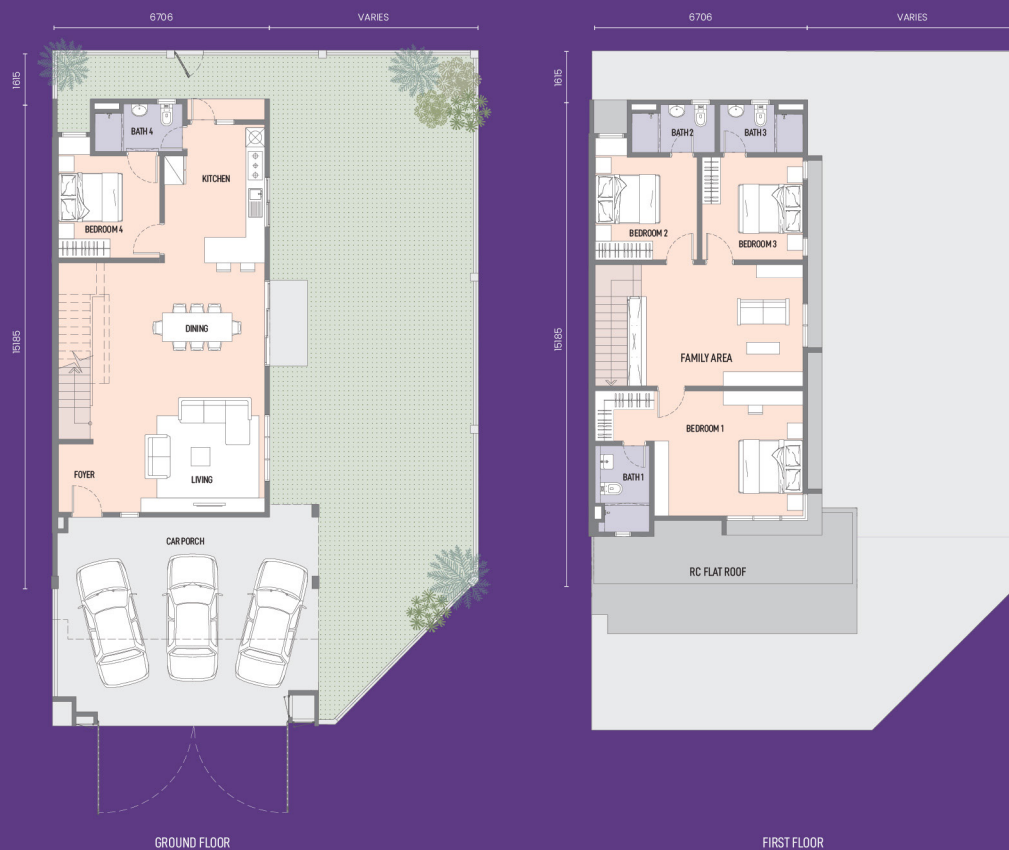 6706 VARIES
1615
15185
BATH 4
KITCHEN
BEDROOM 4
DINING
FOYER
LIVING
CAR PORCH
GROUND FLOOR
6706 VARIES
1615
15185
BATH 2 BATH 3
BEDROOM 2
BEDROOM 3
FAMILY AREA
BEDROOM 1
BATH 1
RC FLAT ROOF
FIRST FLOOR